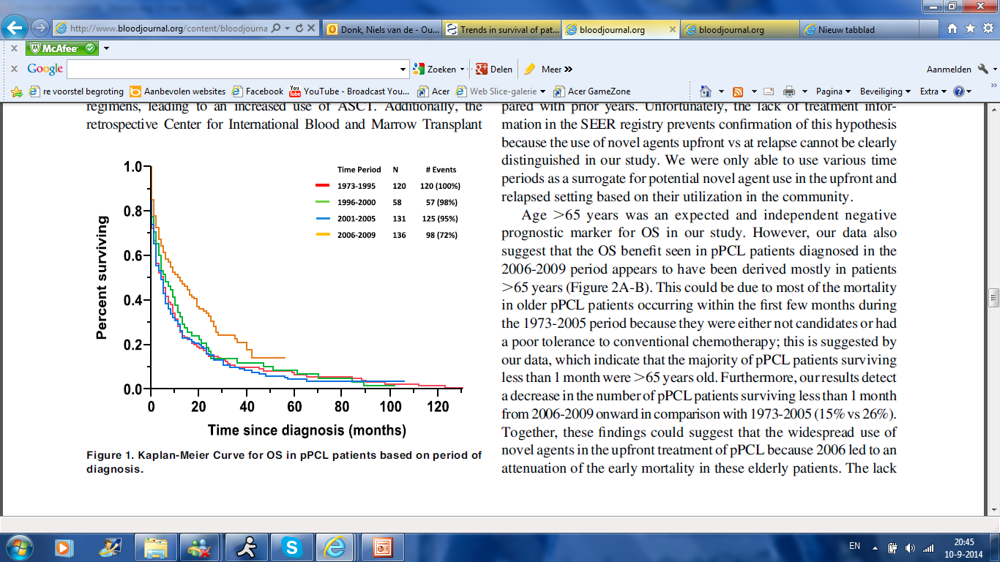 http://www.bloodjournal.org/content/bloodjourna
Donk, Niels van de - Ou...
Trends in survival of pat...
bloodjournal.org
bloodjournal.org
Nieuw tabblad
McAfee
Google
Zoeken
Delen
Meer »
Aanmelden
re voorstel begroting
Aanbevolen websites
Facebook
YouTube - Broadcast You...
Acer
Web Slice-galerie
Acer GameZone
Pagina
Beveiliging
Extra
regimens, leading to an increased use of ASCT. Additionally, the
retrospective Center for International Blood and Marrow Transplant
1.0
0.8
0.6
0.4
0.2
0.0
Percent surviving
Time Period N # Events
1973-1995 120 120 (100%)
1996-2000 58 57 (98%)
2001-2005 131 125 (95%)
2006-2009 136 98 (72%)
0 20 40 60 80 100 120
Time since diagnosis (months)
Figure 1. Kaplan-Meier Curve for OS in pPCL patients based on period of
diagnosis.
pared with prior years. Unfortunately, the lack of treatment infor-
mation in the SEER registry prevents confirmation of this hypothesis
because the use of novel agents upfront vs at relapse cannot be clearly
distinguished in our study. We were only able to use various time
periods as a surrogate for potential novel agent use in the upfront and
relapsed setting based on their utilization in the community.
Age >65 years was an expected and independent negative
prognostic marker for OS in our study. However, our data also
suggest that the OS benefit seen in pPCL patients diagnosed in the
2006-2009 period appears to have been derived mostly in patients
>65 years (Figure 2A-B). This could be due to most of the mortality
in older pPCL patients occurring within the first few months during
the 1973-2005 period because they were either not candidates or had
a poor tolerance to conventional chemotherapy; this is suggested by
our data, which indicate that the majority of pPCL patients surviving
less than 1 month were >65 years old. Furthermore, our results detect
a decrease in the number of pPCL patients surviving less than 1 month
from 2006-2009 onward in comparison with 1973-2005 (15% vs 26%).
Together, these findings could suggest that the widespread use of
novel agents in the upfront treatment of pPCL because 2006 led to an
attenuation of the early mortality in these elderly patients. The lack
EN
20:45
10-9-2014